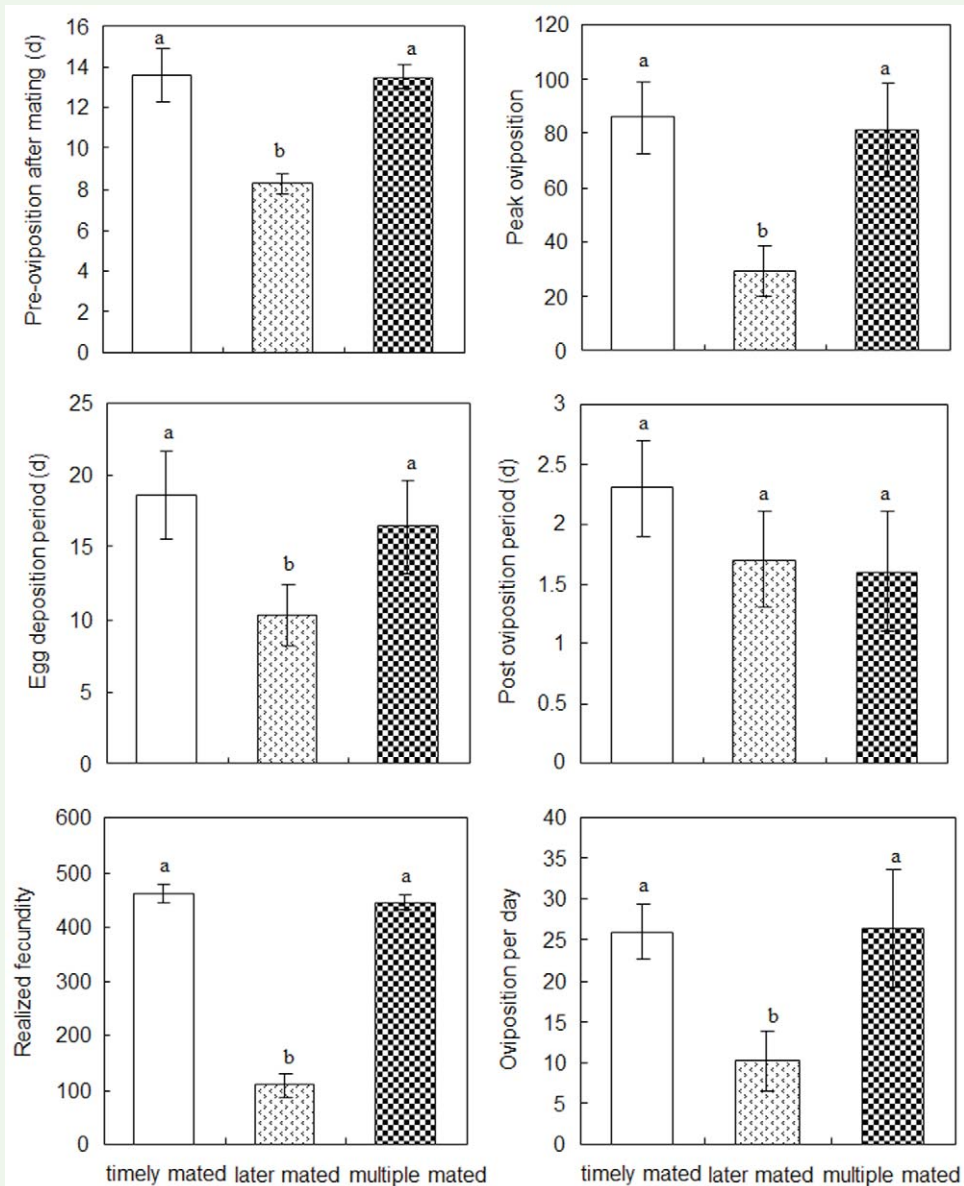 Pre-oviposition after mating (d)
16
14
12
10
8
6
4
2
0
a
b
a
Peak oviposition
120
100
80
60
40
20
0
a
b
a
Egg deposition period (d)
25
20
15
10
5
0
a
b
a
Post oviposition period (d)
3
2.5
2
1.5
1
0.5
0
a
a
a
Realized fecundity
600
500
400
300
200
100
0
a
b
a
timely mated later mated multiple mated
Oviposition per day
40
35
30
25
20
15
10
5
0
a
b
a
timely mated later mated multiple mated